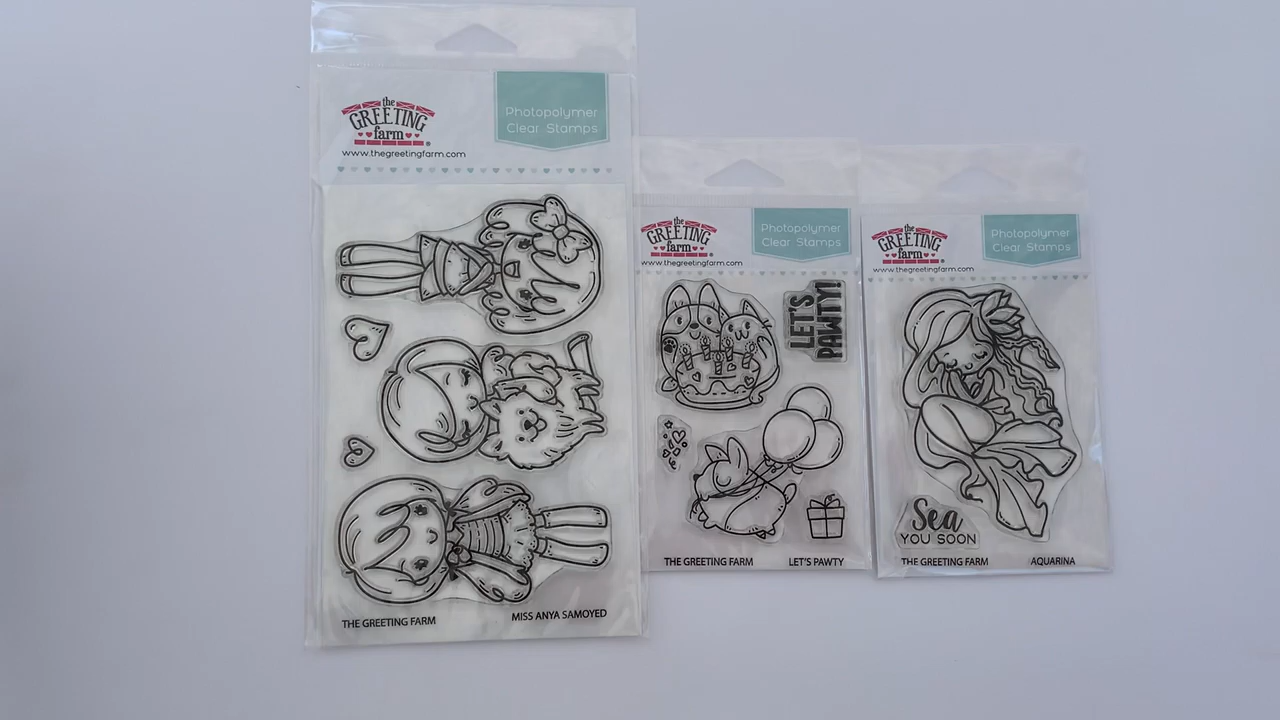 the
GREETING
farm
www.thegreetingfarm.com
Photopolymer
Clear Stamps
THE GREETING FARM
MISS ANYA SAMOYED
the
GREETING
farm
www.thegreetingfarm.com
Photopolymer
Clear Stamps
LET'S
PAWTY!
THE GREETING FARM
LET'S PAWTY
the
GREETING
farm
www.thegreetingfarm.com
Photopolymer
Clear Stamps
Sea
YOU SOON
THE GREETING FARM
AQUARINA